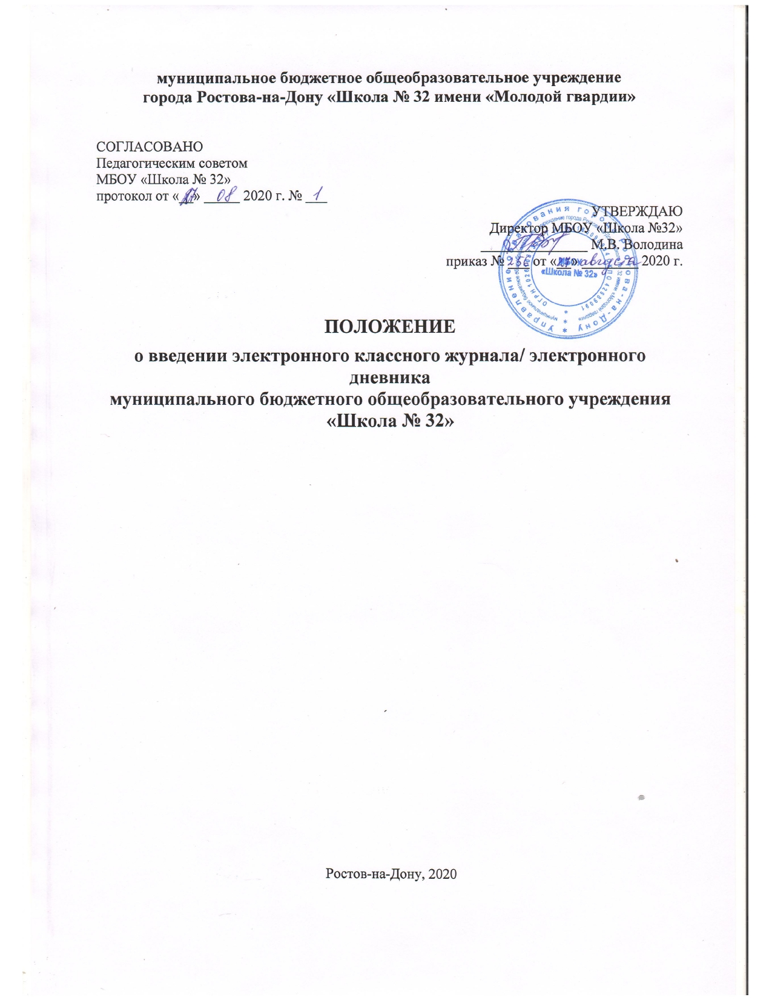 муниципальное бюджетное общеобразовательное учреждение
города Ростова-на-Дону «Школа № 32 имени «Молодой гвардии»
СОГЛАСОВАНО
Педагогическим советом
МБОУ «Школа № 32»
протокол от «27» 08 2020 г. № 1
УТВЕРЖДАЮ
Директор МБОУ «Школа №32»
М.В. Володина
приказ № от «27» августа 2020 г.
«Школа № 32»
ПОЛОЖЕНИЕ
о введении электронного классного журнала/ электронного
дневника
муниципального бюджетного общеобразовательного учреждения
«Школа № 32»
Ростов-на-Дону, 2020